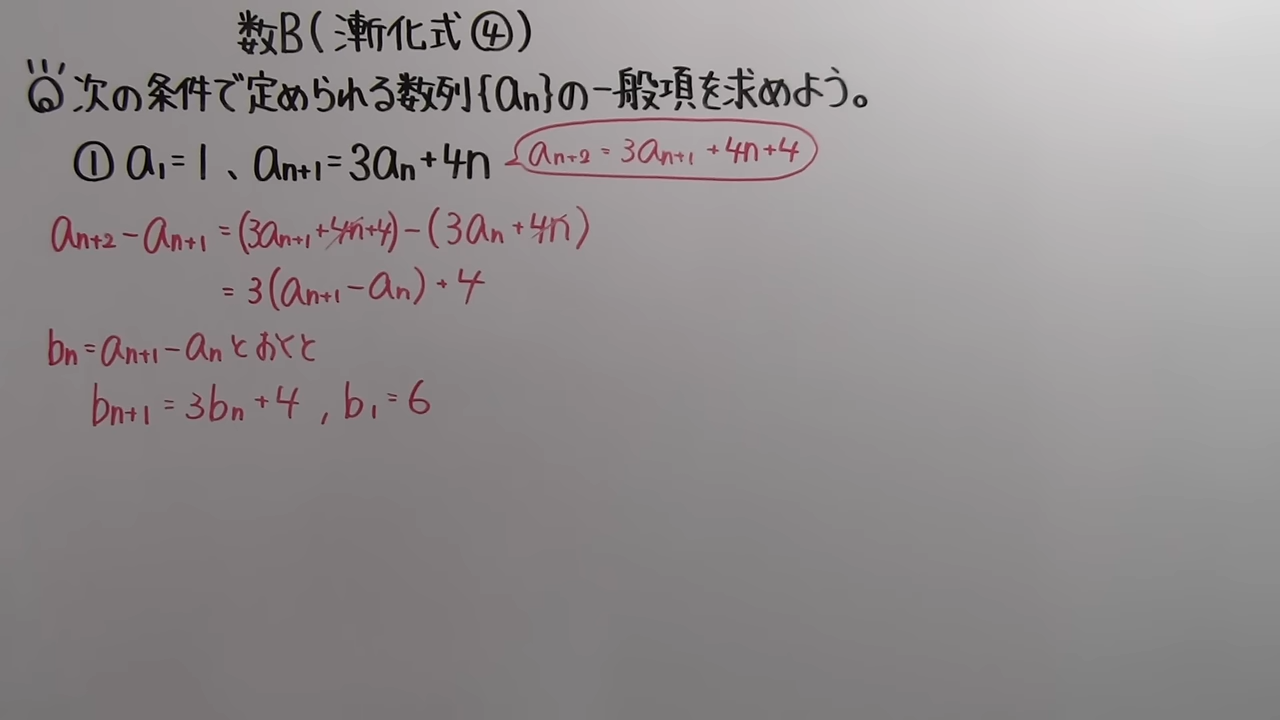 数B(漸化式④)
次の条件で定められる数列{an}の一般項を求めよう。
① a₁=1、an+1=3an+4n
an+2=3an+1+4n+4
an+2-an+1=(3an+1+4n+4)-(3an+4n)
=3(an+1-an)+4
bn=an+1-anとおくと
bn+1=3bn+4, b₁=6